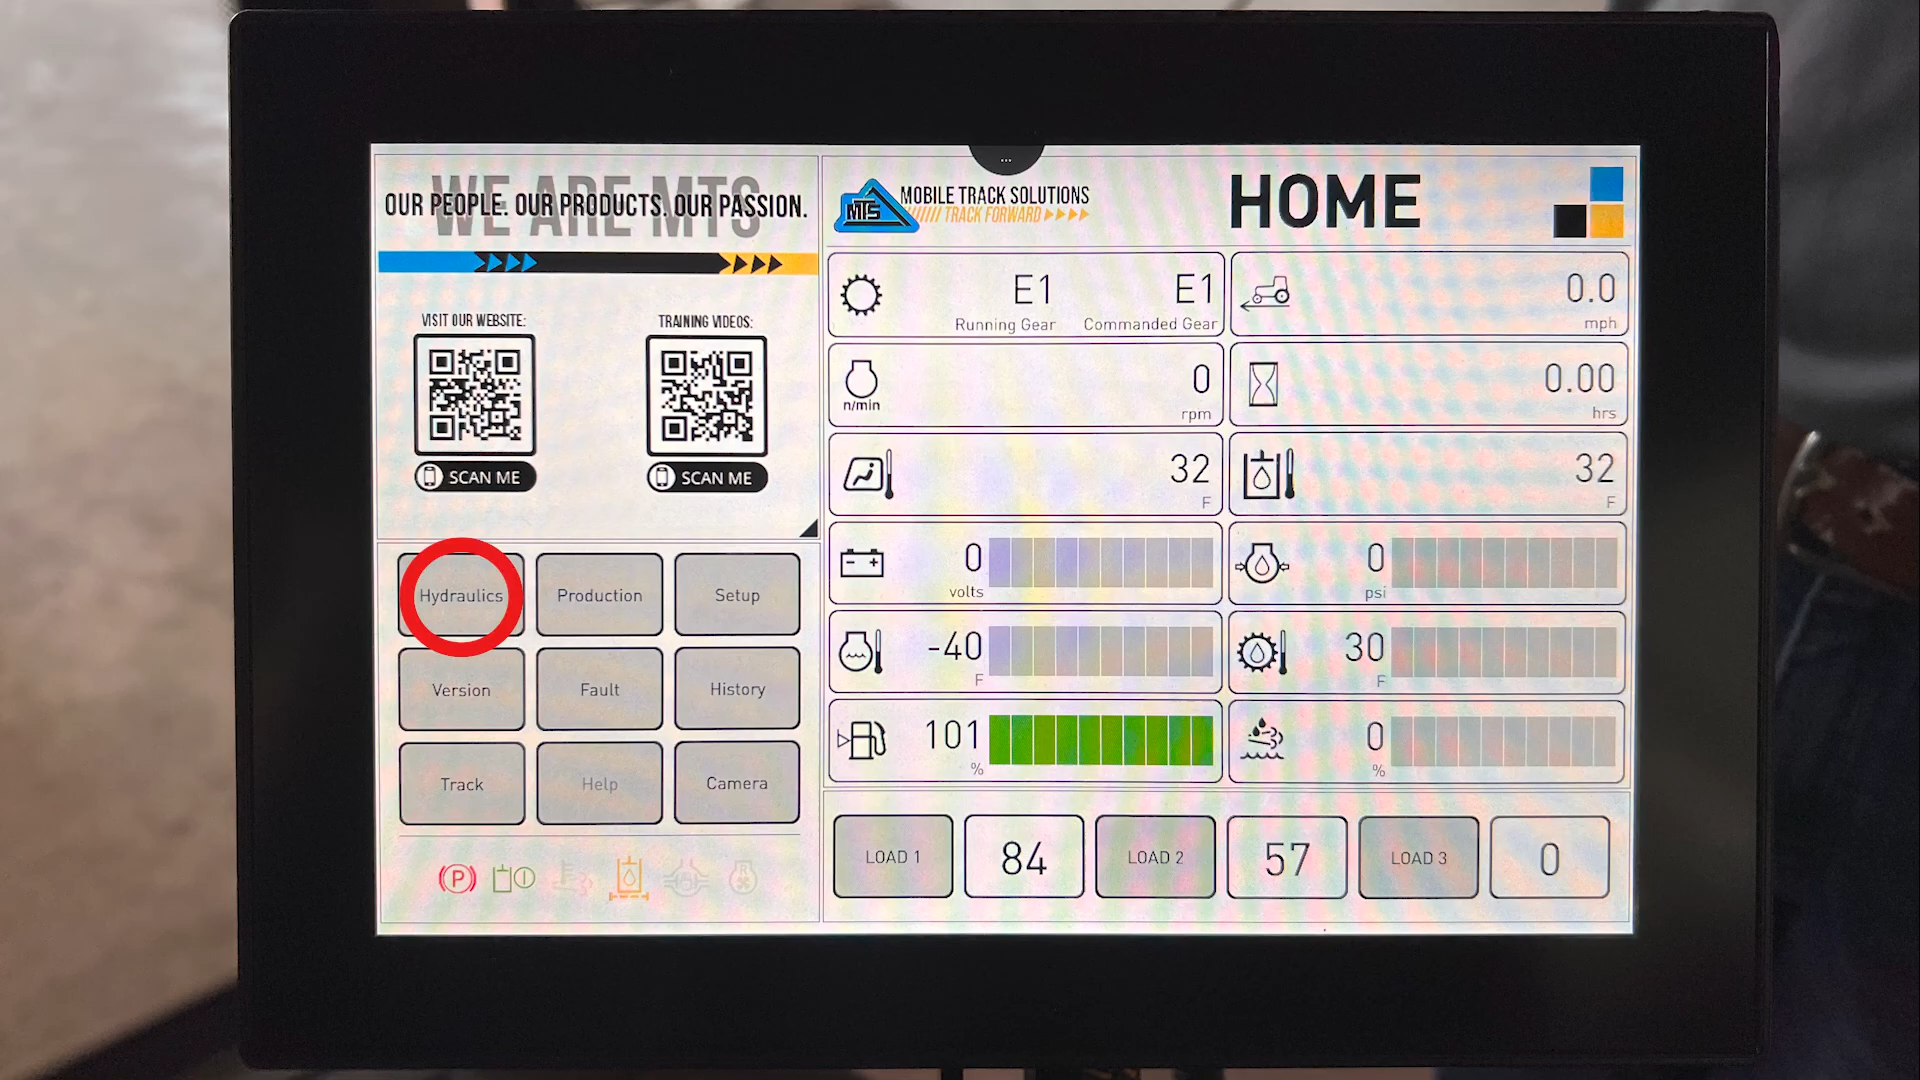 WE ARE MTS
OUR PEOPLE. OUR PRODUCTS. OUR PASSION.
VISIT OUR WEBSITE:
TRAINING VIDEOS:
SCAN ME
SCAN ME
Hydraulics
Production
Setup
Version
Fault
History
Track
Help
Camera
P
...
MTS
MOBILE TRACK SOLUTIONS
TRACK FORWARD
HOME
E1
Running Gear
E1
Commanded Gear
0.0
mph
n/min
0
rpm
0.00
hrs
32
F
32
F
0
volts
0
psi
-40
F
30
F
101
%
0
%
LOAD 1
84
LOAD 2
57
LOAD 3
0